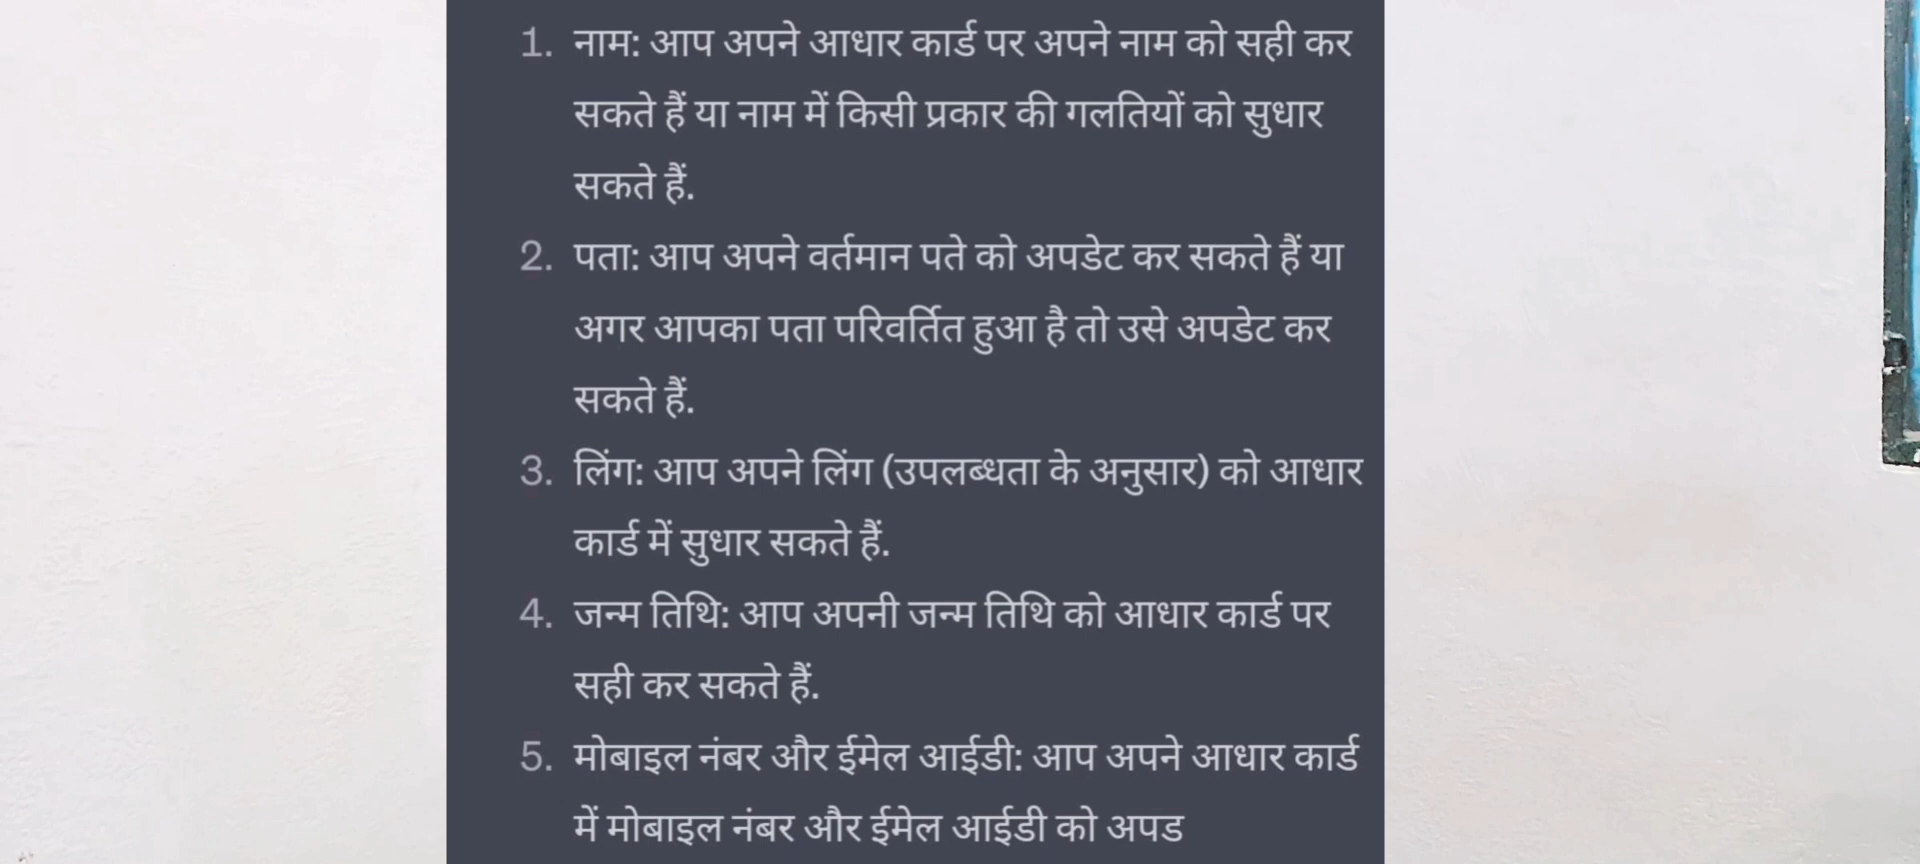 1. नाम: आप अपने आधार कार्ड पर अपने नाम को सही कर
सकते हैं या नाम में किसी प्रकार की गलतियों को सुधार
सकते हैं.
2. पता: आप अपने वर्तमान पते को अपडेट कर सकते हैं या
अगर आपका पता परिवर्तित हुआ है तो उसे अपडेट कर
सकते हैं.
3. लिंग: आप अपने लिंग (उपलब्धता के अनुसार) को आधार
कार्ड में सुधार सकते हैं.
4. जन्म तिथि: आप अपनी जन्म तिथि को आधार कार्ड पर
सही कर सकते हैं.
5. मोबाइल नंबर और ईमेल आईडी: आप अपने आधार कार्ड
में मोबाइल नंबर और ईमेल आईडी को अपड